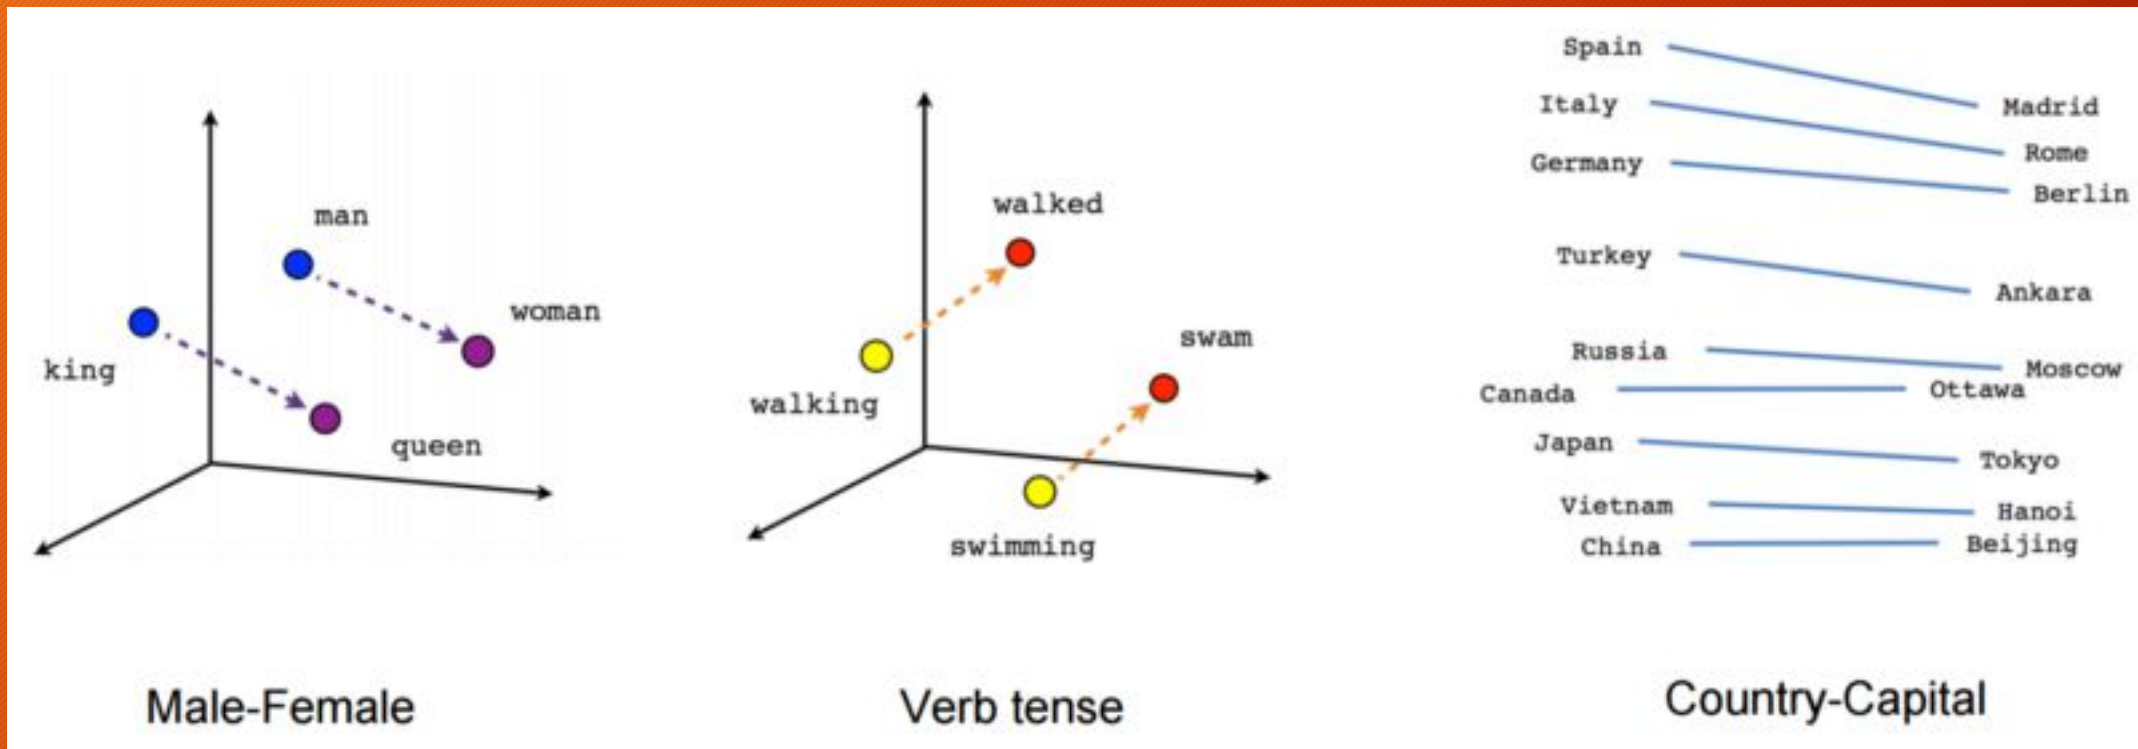 man
woman
king
queen
Male-Female
walked
swam
walking
swimming
Verb tense
Spain
Madrid
Italy
Rome
Germany
Berlin
Turkey
Ankara
Russia
Moscow
Canada
Ottawa
Japan
Tokyo
Vietnam
Hanoi
China
Beijing
Country-Capital